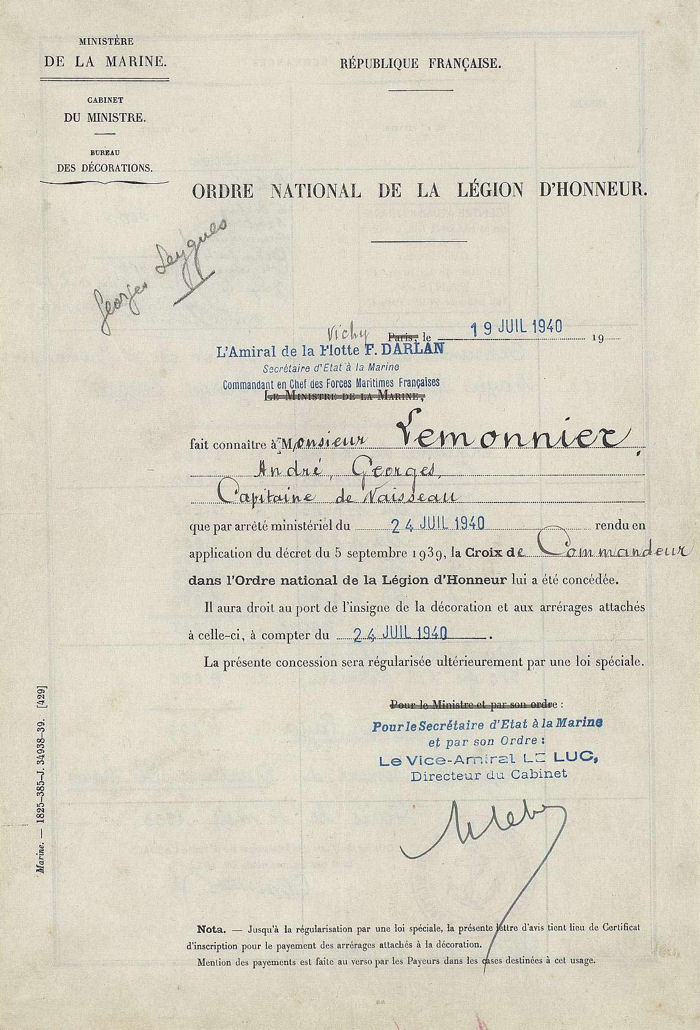 MINISTÈRE
DE LA MARINE.
CABINET
DU MINISTRE.
BUREAU
DES DÉCORATIONS.
RÉPUBLIQUE FRANÇAISE.
ORDRE NATIONAL DE LA LÉGION D'HONNEUR.
Georges Leygues
Vichy Paris, le 19 JUIL 1940 19
L'Amiral de la Flotte F. DARLAN
Secrétaire d'Etat à la Marine
Commandant en Chef des Forces Maritimes Françaises
LE MINISTRE DE LA MARINE,
fait connaître à Monsieur Lemonnier,
André, Georges,
Capitaine de Vaisseau
que par arrêté ministériel du 24 JUIL 1940 rendu en
application du décret du 5 septembre 1939, la Croix de Commandeur
dans l'Ordre national de la Légion d'Honneur lui a été concédée.
Il aura droit au port de l'insigne de la décoration et aux arrérages attachés
à celle-ci, à compter du 24 JUIL 1940.
La présente concession sera régularisée ultérieurement par une loi spéciale.
Pour le Ministre et par son ordre :
Pour le Secrétaire d'Etat à la Marine
et par son Ordre :
Le Vice-Amiral LE LUC,
Directeur du Cabinet
Marine. — 1825-385-J. 34938-39. [429]
Nota. — Jusqu'à la régularisation par une loi spéciale, la présente lettre d'avis tient lieu de Certificat
d'inscription pour le payement des arrérages attachés à la décoration.
Mention des payements est faite au verso par les Payeurs dans les cases destinées à cet usage.